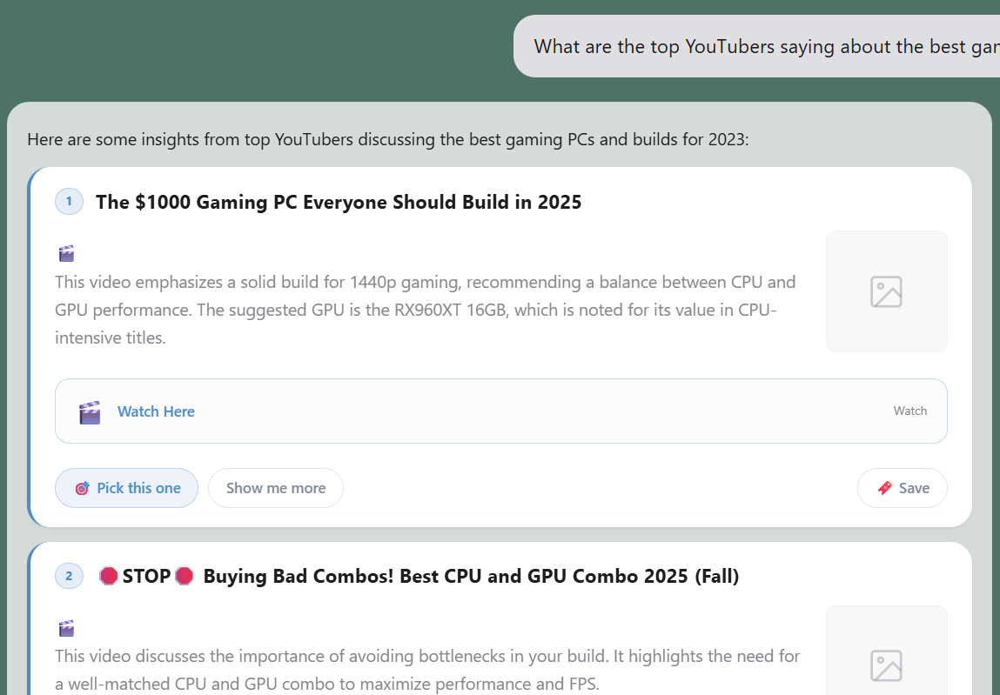 What are the top YouTubers saying about the best
Here are some insights from top YouTubers discussing the best gaming PCs and builds for 2023:
1 The $1000 Gaming PC Everyone Should Build in 2025
This video emphasizes a solid build for 1440p gaming, recommending a balance between CPU and
GPU performance. The suggested GPU is the RX960XT 16GB, which is noted for its value in CPU-
intensive titles.
Watch Here Watch
Pick this one Show me more Save
2 STOP Buying Bad Combos! Best CPU and GPU Combo 2025 (Fall)
This video discusses the importance of avoiding bottlenecks in your build. It highlights the need for
a well-matched CPU and GPU combo to maximize performance and FPS.